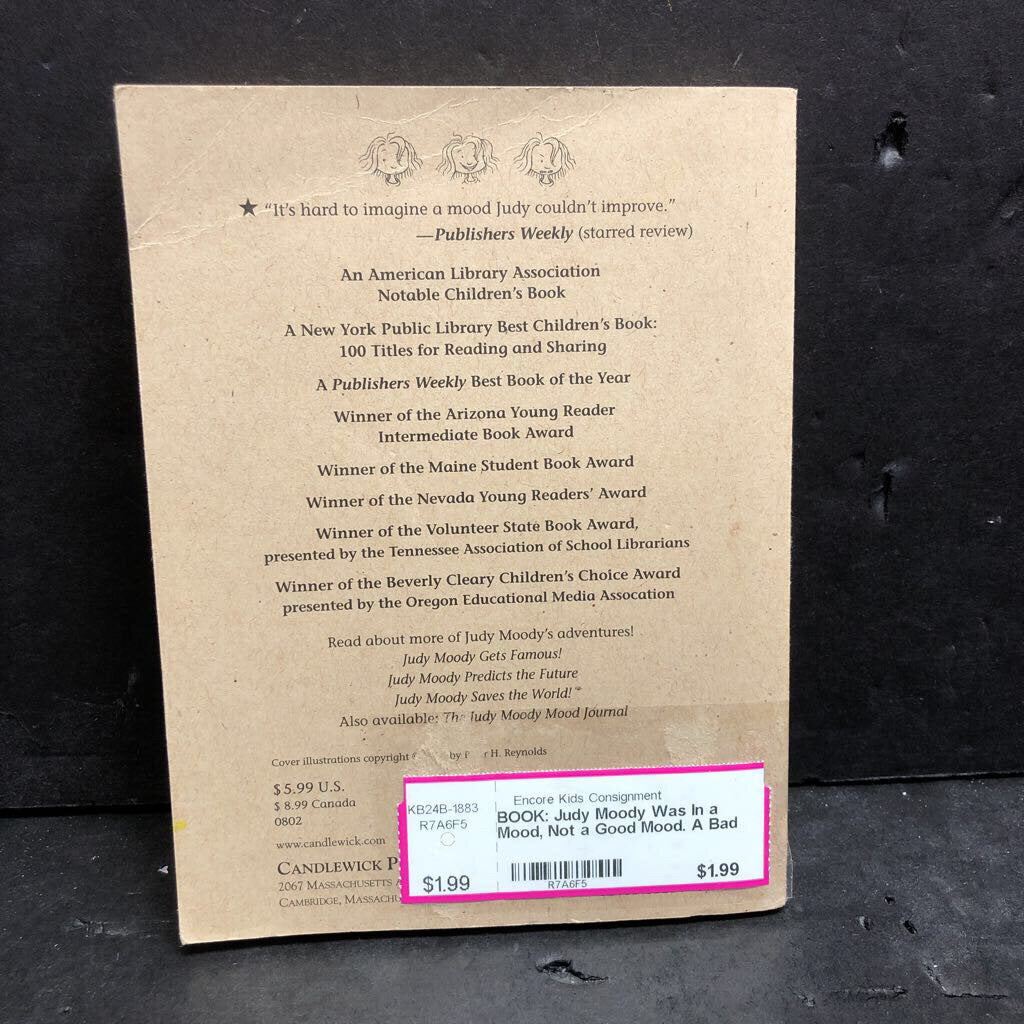 ★ "It's hard to imagine a mood Judy couldn't improve."
—Publishers Weekly (starred review)
An American Library Association
Notable Children's Book
A New York Public Library Best Children's Book:
100 Titles for Reading and Sharing
A Publishers Weekly Best Book of the Year
Winner of the Arizona Young Reader
Intermediate Book Award
Winner of the Maine Student Book Award
Winner of the Nevada Young Readers' Award
Winner of the Volunteer State Book Award,
presented by the Tennessee Association of School Librarians
Winner of the Beverly Cleary Children's Choice Award
presented by the Oregon Educational Media Assocation
Read about more of Judy Moody's adventures!
Judy Moody Gets Famous!
Judy Moody Predicts the Future
Judy Moody Saves the World!™
Also available: The Judy Moody Mood Journal
Cover illustrations copyright by H. Reynolds
$5.99 U.S.
$8.99 Canada
0802
www.candlewick.com
CANDLEWICK
2067 MASSACHUSETTS
CAMBRIDGE,
KB24B-1883
R7A6F5
$1.99
Encore Kids Consignment
BOOK: Judy Moody Was In a
Mood, Not a Good Mood. A Bad
R7A6F5
$1.99